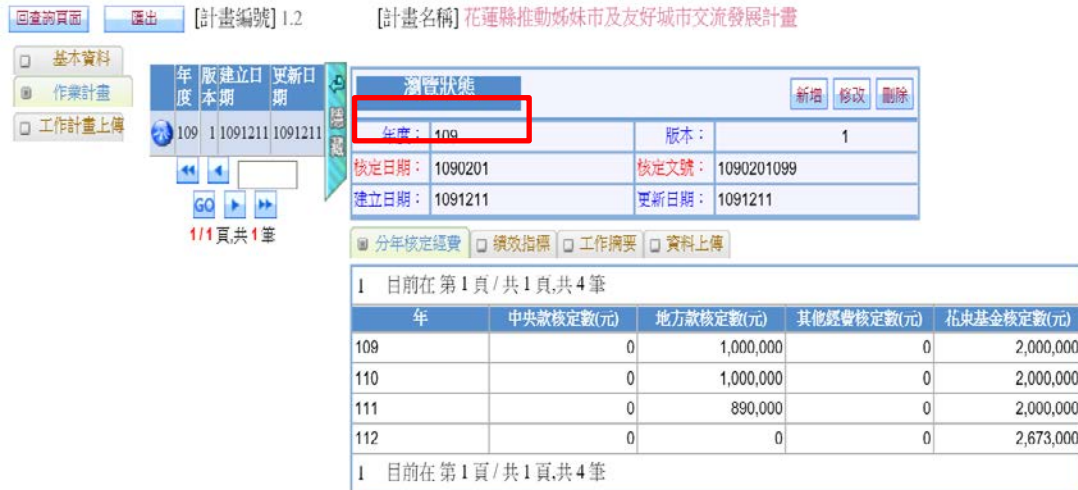 回查詢頁面 匯出 [計畫編號] 1.2 [計畫名稱] 花蓮縣推動姊妹市及友好城市交流發展計畫
基本資料
作業計畫
工作計畫上傳
年度 版本 建立日期 更新日期
109 1 1091211 1091211
GO
1/1頁,共1筆
隱藏
瀏覽狀態 新增 修改 刪除
年度： 109 版本： 1
核定日期： 1090201 核定文號： 1090201099
建立日期： 1091211 更新日期： 1091211
分年核定經費 績效指標 工作摘要 資料上傳
1 目前在 第 1 頁 / 共 1 頁,共 4 筆
年 中央款核定數(元) 地方款核定數(元) 其他經費核定數(元) 花東基金核定數(元)
109 0 1,000,000 0 2,000,000
110 0 1,000,000 0 2,000,000
111 0 890,000 0 2,000,000
112 0 0 0 2,673,000
1 目前在 第 1 頁 / 共 1 頁,共 4 筆